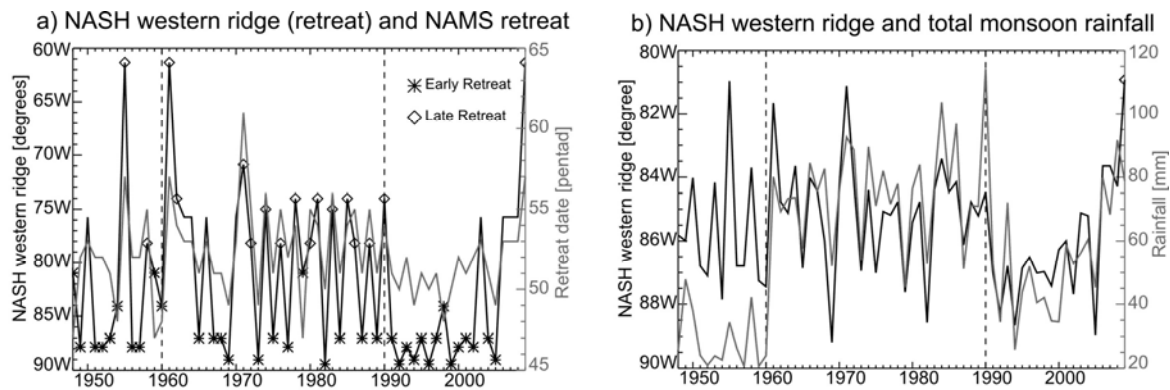 a) NASH western ridge (retreat) and NAMS retreat
60W
65W
70W
75W
80W
85W
90W
NASH western ridge [degrees]
Early Retreat
Late Retreat
65
60
55
50
45
Retreat date [pentad]
1950 1960 1970 1980 1990 2000
b) NASH western ridge and total monsoon rainfall
80W
82W
84W
86W
88W
90W
NASH western ridge [degree]
120
100
80
60
40
20
Rainfall [mm]
1950 1960 1970 1980 1990 2000